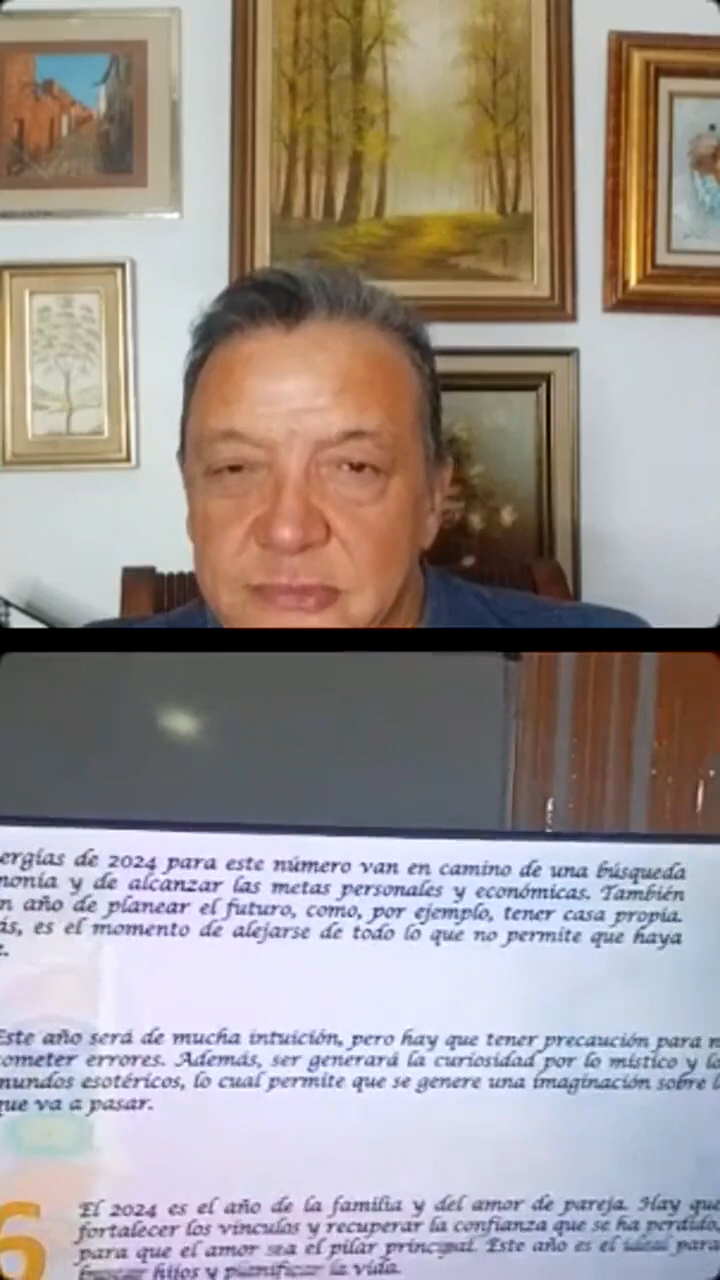 ergías de 2024 para este número van en camino de una búsqueda
monía y de alcanzar las metas personales y económicas. También
n año de planear el futuro, como, por ejemplo, tener casa propia.
ás, es el momento de alejarse de todo lo que no permite que haya
z.
Este año será de mucha intuición, pero hay que tener precaución para n
cometer errores. Además, ser generará la curiosidad por lo místico y lo
mundos esotéricos, lo cual permite que se genere una imaginación sobre l
que va a pasar.
6
El 2024 es el año de la familia y del amor de pareja. Hay que
fortalecer los vínculos y recuperar la confianza que se ha perdido,
para que el amor sea el pilar principal. Este año es el ideal para
hijos y planificar la vida.